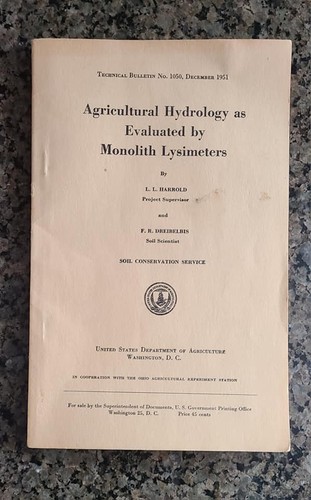 Technical Bulletin No. 1050, December 1951
Agricultural Hydrology as
Evaluated by
Monolith Lysimeters
By
L. L. HARROLD
Project Supervisor
and
F. R. DREIBELBIS
Soil Scientist
SOIL CONSERVATION SERVICE
United States Department of Agriculture
Washington, D. C.
IN COOPERATION WITH THE OHIO AGRICULTURAL EXPERIMENT STATION
For sale by the Superintendent of Documents, U. S. Government Printing Office
Washington 25, D. C. Price 45 cents